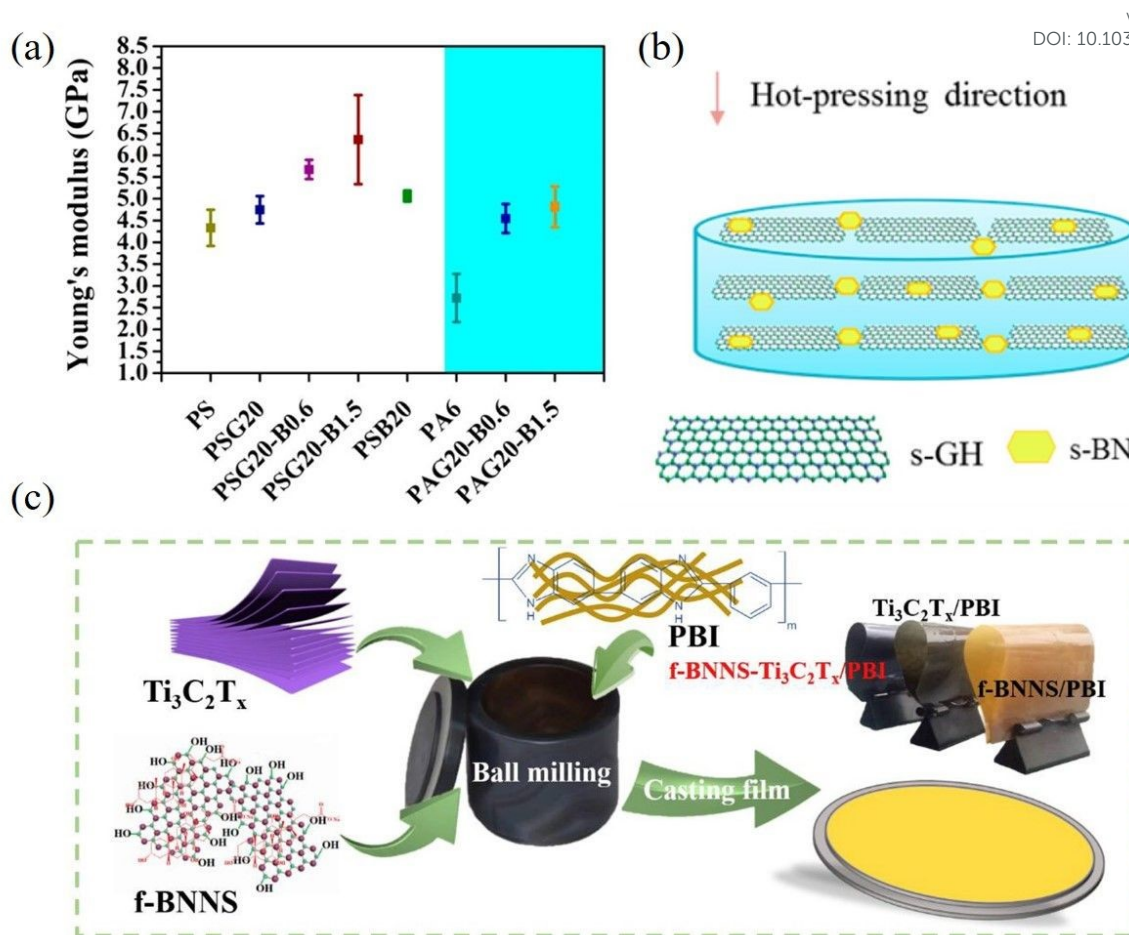 (a)
8.5
8.0
7.5
7.0
6.5
6.0
5.5
5.0
4.5
4.0
3.5
3.0
2.5
2.0
1.5
1.0
Young's modulus (GPa)
PS
PSG20
PSG20-B0.6
PSG20-B1.5
PSB20
PA6
PAG20-B0.6
PAG20-B1.5
DOI: 10.103
(b)
Hot-pressing direction
s-GH
s-BN
(c)
Ti₃C₂Tₓ
OH
HO
f-BNNS
Ball milling
N
N
N
H
N
H
m
PBI
f-BNNS-Ti₃C₂Tₓ/PBI
Casting film
Ti₃C₂Tₓ/PBI
f-BNNS/PBI